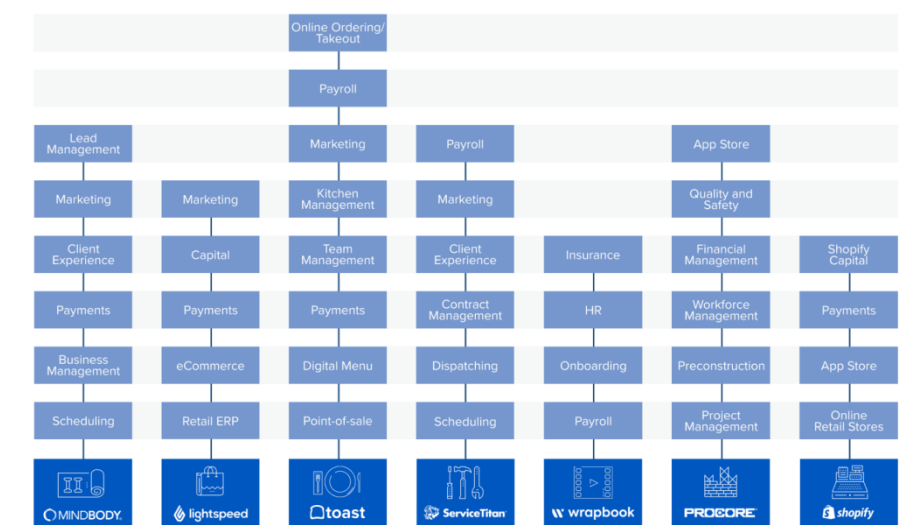 Online Ordering/
Takeout
Payroll
Lead
Management
Marketing
Payroll
App Store
Marketing
Marketing
Kitchen
Management
Marketing
Quality and
Safety
Client
Experience
Capital
Team
Management
Client
Experience
Insurance
Financial
Management
Shopify
Capital
Payments
Payments
Payments
Contract
Management
HR
Workforce
Management
Payments
Business
Management
eCommerce
Digital Menu
Dispatching
Onboarding
Preconstruction
App Store
Scheduling
Retail ERP
Point-of-sale
Scheduling
Payroll
Project
Management
Online
Retail Stores
MINDBODY.
lightspeed
toast
ServiceTitan
wrapbook
PROCORE
shopify